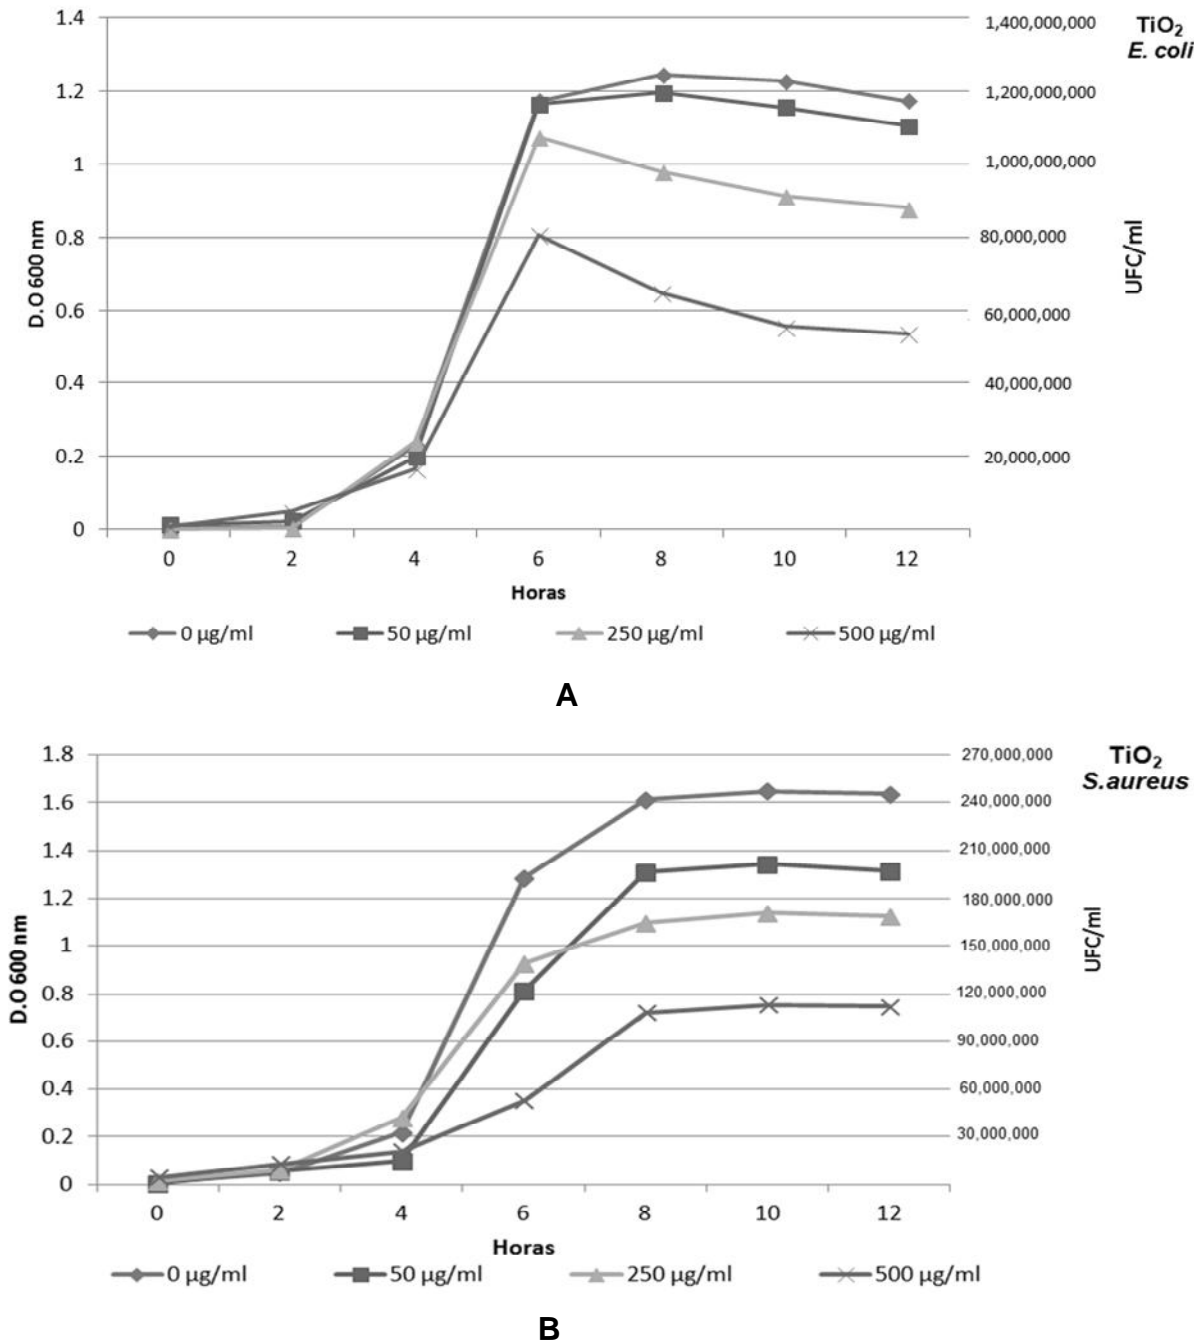 TiO2
E. coli
1.4
1.2
1
0.8
0.6
0.4
0.2
0
D.O 600 nm
1,400,000,000
1,200,000,000
1,000,000,000
80,000,000
60,000,000
40,000,000
20,000,000
UFC/ml
0 2 4 6 8 10 12
Horas
0 µg/ml 50 µg/ml 250 µg/ml 500 µg/ml
A
TiO2
S.aureus
1.8
1.6
1.4
1.2
1
0.8
0.6
0.4
0.2
0
D.O 600 nm
270,000,000
240,000,000
210,000,000
180,000,000
150,000,000
120,000,000
90,000,000
60,000,000
30,000,000
UFC/ml
0 2 4 6 8 10 12
Horas
0 µg/ml 50 µg/ml 250 µg/ml 500 µg/ml
B